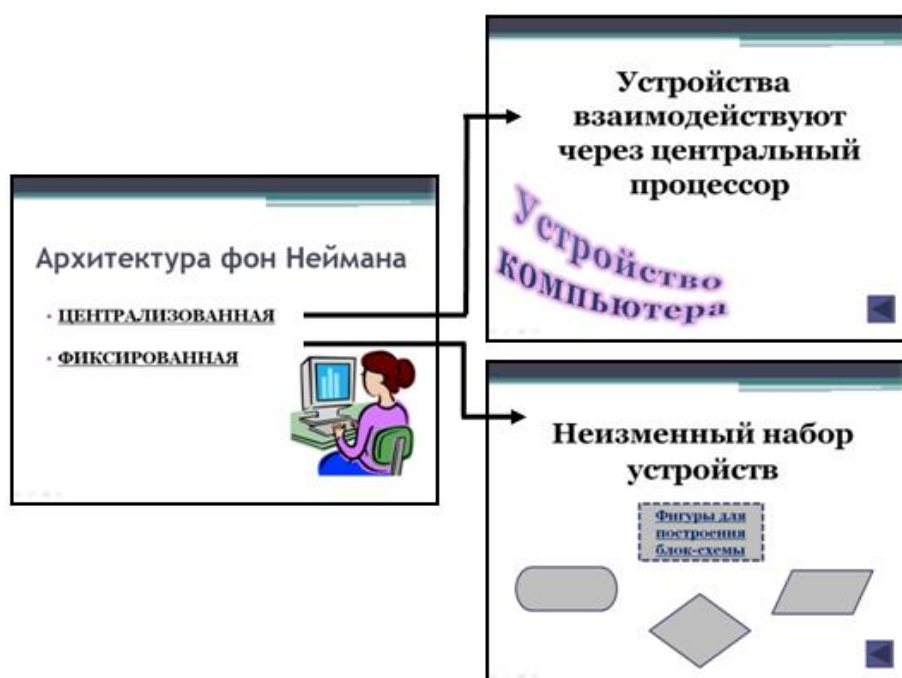 Архитектура фон Неймана
ЦЕНТРАЛИЗОВАННАЯ
ФИКСИРОВАННАЯ
Устройства
взаимодействуют
через центральный
процессор
Устройство
компьютера
Неизменный набор
устройств
Фигуры для
построения
блок-схемы